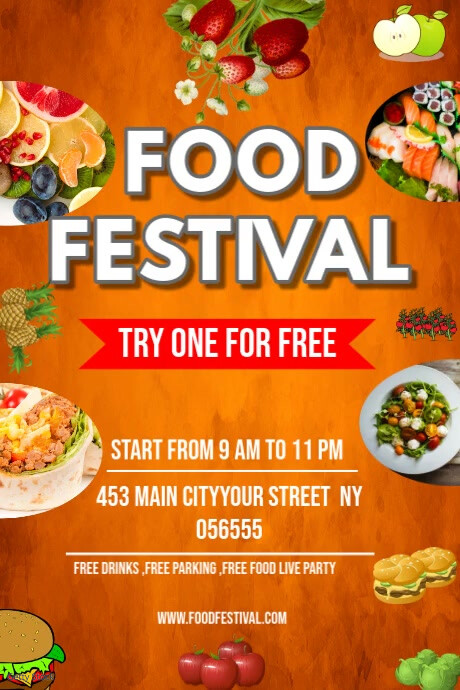 FOOD
FESTIVAL
TRY ONE FOR FREE
START FROM 9 AM TO 11 PM
453 MAIN CITYYOUR STREET NY
056555
FREE DRINKS ,FREE PARKING ,FREE FOOD LIVE PARTY
WWW.FOODFESTIVAL.COM